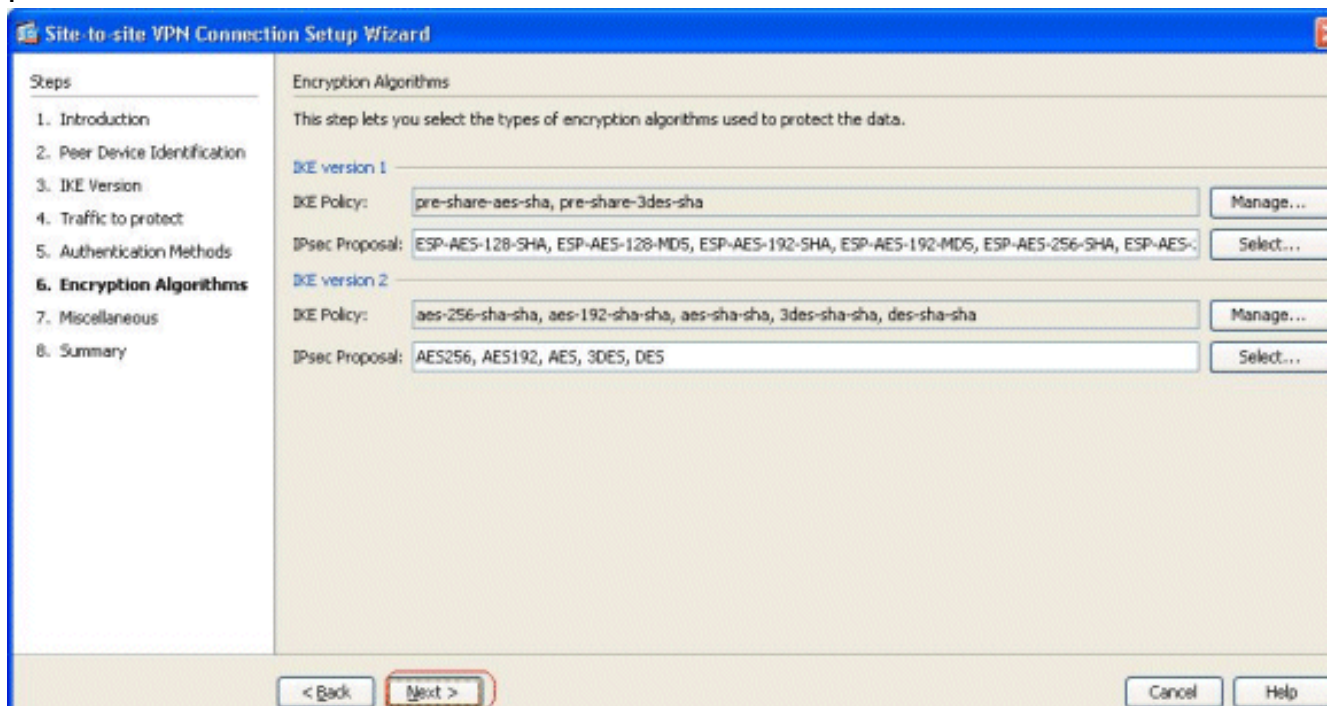 Site-to-site VPN Connection Setup Wizard
Steps
1. Introduction
2. Peer Device Identification
3. IKE Version
4. Traffic to protect
5. Authentication Methods
6. Encryption Algorithms
7. Miscellaneous
8. Summary
Encryption Algorithms
This step lets you select the types of encryption algorithms used to protect the data.
IKE version 1
IKE Policy: pre-share-aes-sha, pre-share-3des-sha Manage...
IPsec Proposal: ESP-AES-128-SHA, ESP-AES-128-MD5, ESP-AES-192-SHA, ESP-AES-192-MD5, ESP-AES-256-SHA, ESP-AES- Select...
IKE version 2
IKE Policy: aes-256-sha-sha, aes-192-sha-sha, aes-sha-sha, 3des-sha-sha, des-sha-sha Manage...
IPsec Proposal: AES256, AES192, AES, 3DES, DES Select...
< Back Next > Cancel Help